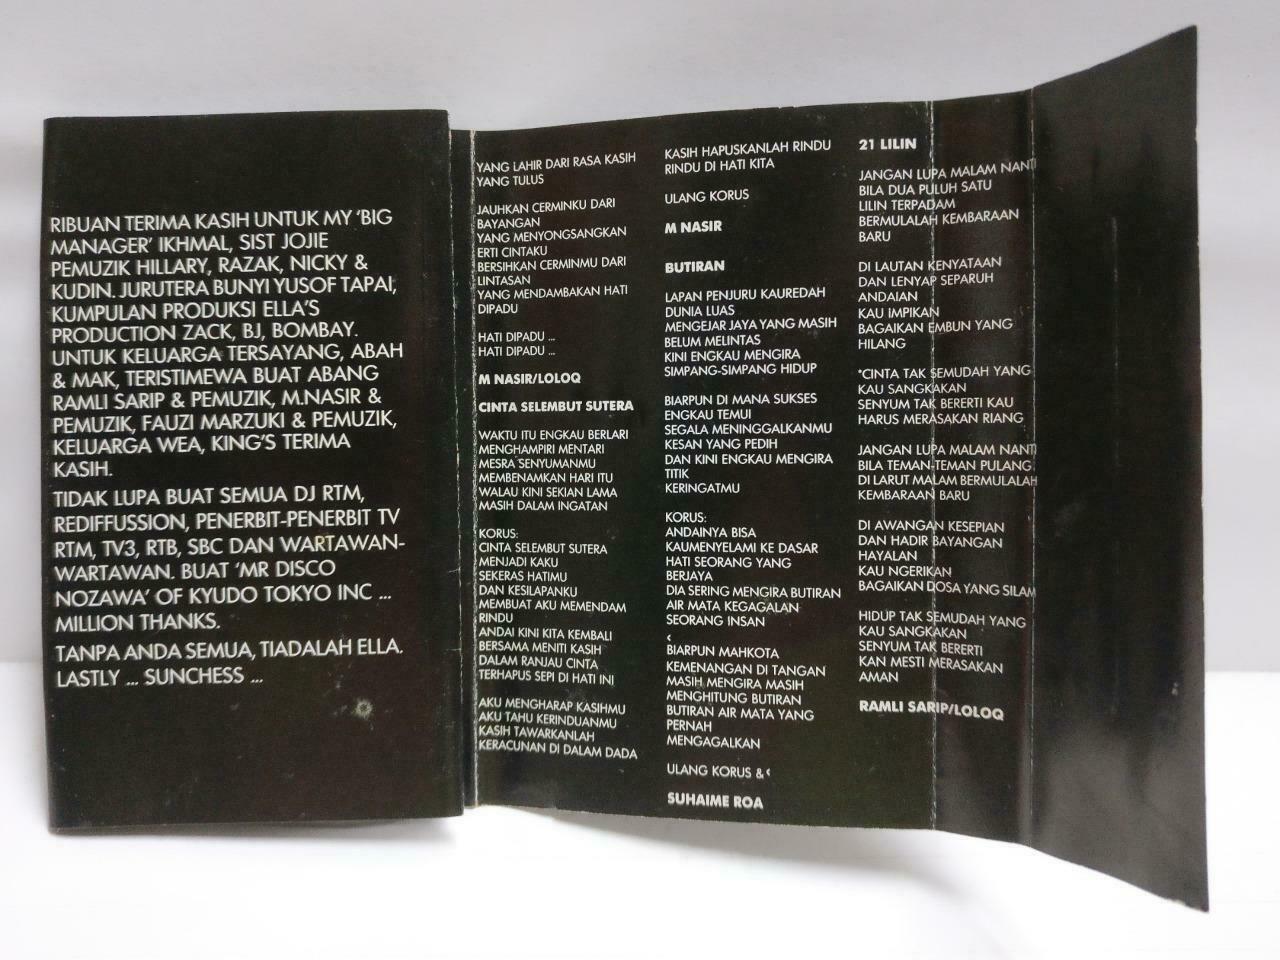 RIBUAN TERIMA KASIH UNTUK MY 'BIG
MANAGER' IKHMAL, SIST JOJIE
PEMUZIK HILLARY, RAZAK, NICKY &
KUDIN. JURUTERA BUNYI YUSOF TAPAI,
KUMPULAN PRODUKSI ELLA'S
PRODUCTION ZACK, BJ, BOMBAY.
UNTUK KELUARGA TERSAYANG, ABAH
& MAK, TERISTIMEWA BUAT ABANG
RAMLI SARIP & PEMUZIK, M.NASIR &
PEMUZIK, FAUZI MARZUKI & PEMUZIK,
KELUARGA WEA, KING'S TERIMA
KASIH.
TIDAK LUPA BUAT SEMUA DJ RTM,
REDIFFUSSION, PENERBIT-PENERBIT TV
RTM, TV3, RTB, SBC DAN WARTAWAN-
WARTAWAN. BUAT 'MR DISCO
NOZAWA' OF KYUDO TOKYO INC ...
MILLION THANKS.
TANPA ANDA SEMUA, TIADALAH ELLA.
LASTLY ... SUNCHESS ...
YANG LAHIR DARI RASA KASIH
YANG TULUS
JAUHKAN CERMINKU DARI
BAYANGAN
YANG MENYONGSANGKAN
ERTI CINTAKU
BERSIHKAN CERMINMU DARI
LINTASAN
YANG MENDAMBAKAN HATI
DIPADU
HATI DIPADU ...
HATI DIPADU ...
M NASIR/LOLOQ
CINTA SELEMBUT SUTERA
WAKTU ITU ENGKAU BERLARI
MENGHAMPIRI MENTARI
MESRA SENYUMANMU
MEMBENAMKAN HARI ITU
WALAU KINI SEKIAN LAMA
MASIH DALAM INGATAN
KORUS:
CINTA SELEMBUT SUTERA
MENJADI KAKU
SEKERAS HATIMU
DAN KESILAPANKU
MEMBUAT AKU MEMENDAM
RINDU
ANDAI KINI KITA KEMBALI
BERSAMA MENITI KASIH
DALAM RANJAU CINTA
TERHAPUS SEPI DI HATI INI
AKU MENGHARAP KASIHMU
AKU TAHU KERINDUANMU
KASIH TAWARKANLAH
KERACUNAN DI DALAM DADA
KASIH HAPUSKANLAH RINDU
RINDU DI HATI KITA
ULANG KORUS
M NASIR
BUTIRAN
LAPAN PENJURU KAUREDAH
DUNIA LUAS
MENGEJAR JAYA YANG MASIH
BELUM MELINTAS
KINI ENGKAU MENGIRA
SIMPANG-SIMPANG HIDUP
BIARPUN DI MANA SUKSES
ENGKAU TEMUI
SEGALA MENINGGALKANMU
KESAN YANG PEDIH
DAN KINI ENGKAU MENGIRA
TITIK
KERINGATMU
KORUS:
ANDAINYA BISA
KAUMENYELAMI KE DASAR
HATI SEORANG YANG
BERJAYA
DIA SERING MENGIRA BUTIRAN
AIR MATA KEGAGALAN
SEORANG INSAN
‹
BIARPUN MAHKOTA
KEMENANGAN DI TANGAN
MASIH MENGIRA MASIH
MENGHITUNG BUTIRAN
BUTIRAN AIR MATA YANG
PERNAH
MENGAGALKAN
ULANG KORUS & ‹
SUHAIME ROA
21 LILIN
JANGAN LUPA MALAM NANTI
BILA DUA PULUH SATU
LILIN TERPADAM
BERMULALAH KEMBARAAN
BARU
DI LAUTAN KENYATAAN
DAN LENYAP SEPARUH
ANDAIAN
KAU IMPIKAN
BAGAIKAN EMBUN YANG
HILANG
*CINTA TAK SEMUDAH YANG
KAU SANGKAKAN
SENYUM TAK BERERTI KAU
HARUS MERASAKAN RIANG
JANGAN LUPA MALAM NANTI
BILA TEMAN-TEMAN PULANG
DI LARUT MALAM BERMULALAH
KEMBARAAN BARU
DI AWANGAN KESEPIAN
DAN HADIR BAYANGAN
HAYALAN
KAU NGERIKAN
BAGAIKAN DOSA YANG SILAM
HIDUP TAK SEMUDAH YANG
KAU SANGKAKAN
SENYUM TAK BERERTI
KAN MESTI MERASAKAN
AMAN
RAMLI SARIP/LOLOQ